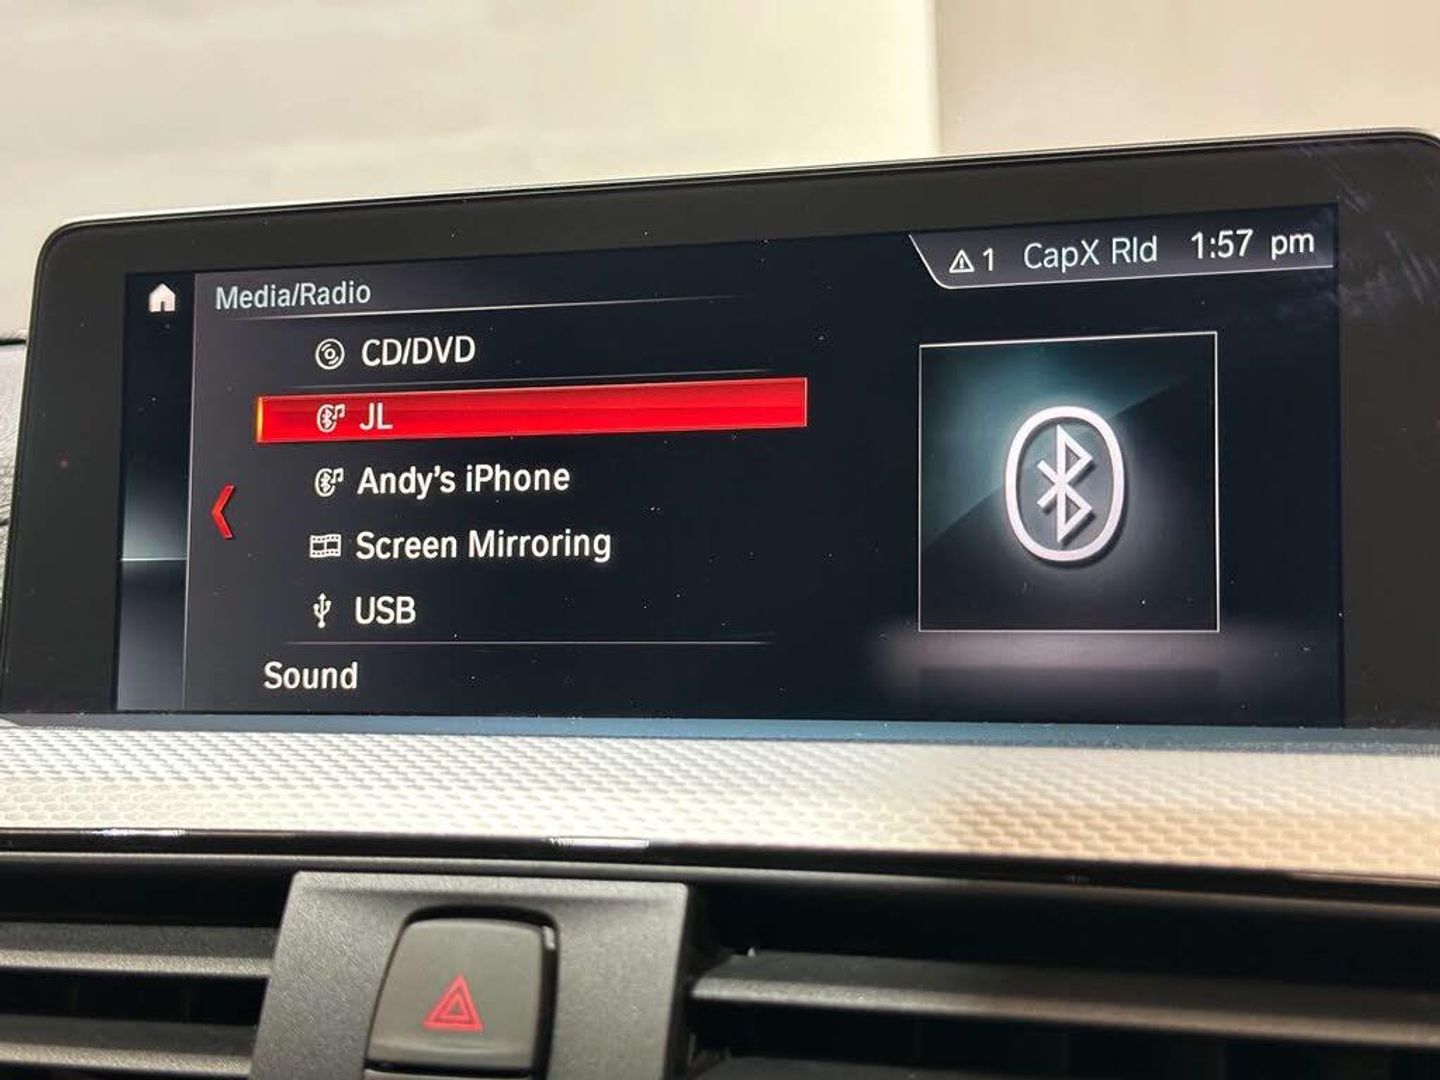 1 CapX Rld 1:57 pm
Media/Radio
CD/DVD
JL
Andy's iPhone
Screen Mirroring
USB
Sound